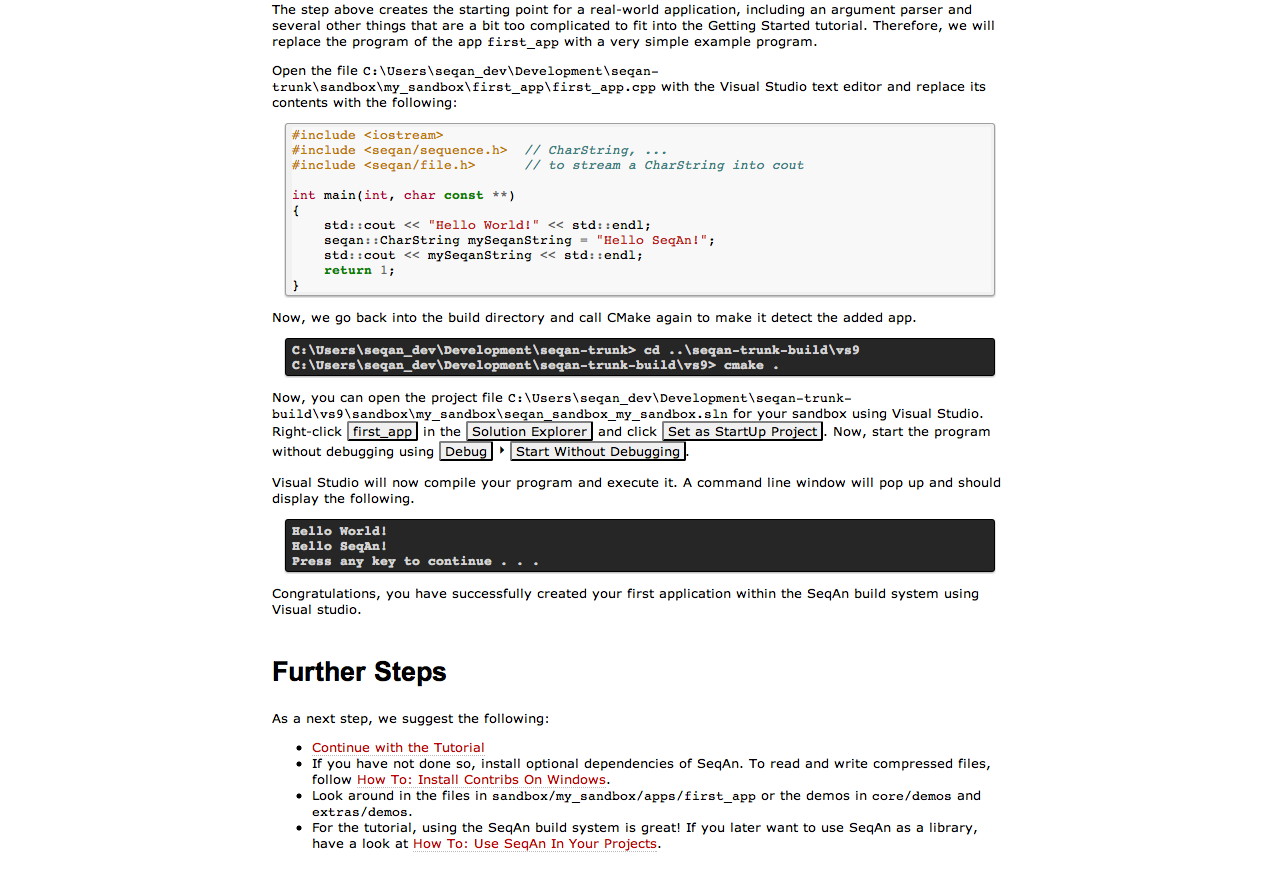 The step above creates the starting point for a real-world application, including an argument parser and
several other things that are a bit too complicated to fit into the Getting Started tutorial. Therefore, we will
replace the program of the app first_app with a very simple example program.
Open the file C:\Users\seqan_dev\Development\seqan-
trunk\sandbox\my_sandbox\first_app\first_app.cpp with the Visual Studio text editor and replace its
contents with the following:
#include <iostream>
#include <seqan/sequence.h>  // CharString, ...
#include <seqan/file.h>      // to stream a CharString into cout
int main(int, char const **)
{
    std::cout << "Hello World!" << std::endl;
    seqan::CharString mySeqanString = "Hello SeqAn!";
    std::cout << mySeqanString << std::endl;
    return 1;
}
Now, we go back into the build directory and call CMake again to make it detect the added app.
C:\Users\seqan_dev\Development\seqan-trunk> cd ..\seqan-trunk-build\vs9
C:\Users\seqan_dev\Development\seqan-trunk-build\vs9> cmake .
Now, you can open the project file C:\Users\seqan_dev\Development\seqan-trunk-
build\vs9\sandbox\my_sandbox\seqan_sandbox_my_sandbox.sln for your sandbox using Visual Studio.
Right-click first_app in the Solution Explorer and click Set as StartUp Project. Now, start the program
without debugging using Debug ‣ Start Without Debugging.
Visual Studio will now compile your program and execute it. A command line window will pop up and should
display the following.
Hello World!
Hello SeqAn!
Press any key to continue . . .
Congratulations, you have successfully created your first application within the SeqAn build system using
Visual studio.
Further Steps
As a next step, we suggest the following:
• Continue with the Tutorial
• If you have not done so, install optional dependencies of SeqAn. To read and write compressed files,
follow How To: Install Contribs On Windows.
• Look around in the files in sandbox/my_sandbox/apps/first_app or the demos in core/demos and
extras/demos.
• For the tutorial, using the SeqAn build system is great! If you later want to use SeqAn as a library,
have a look at How To: Use SeqAn In Your Projects.